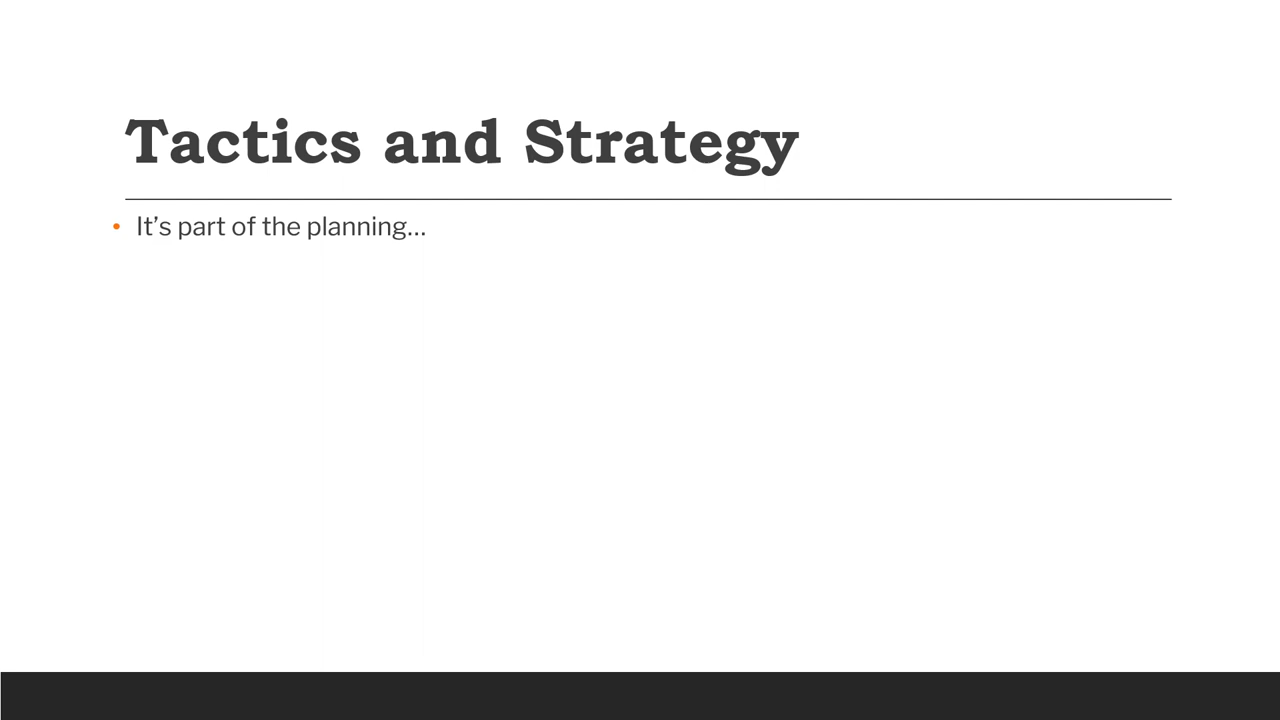 Tactics and Strategy
• It’s part of the planning…